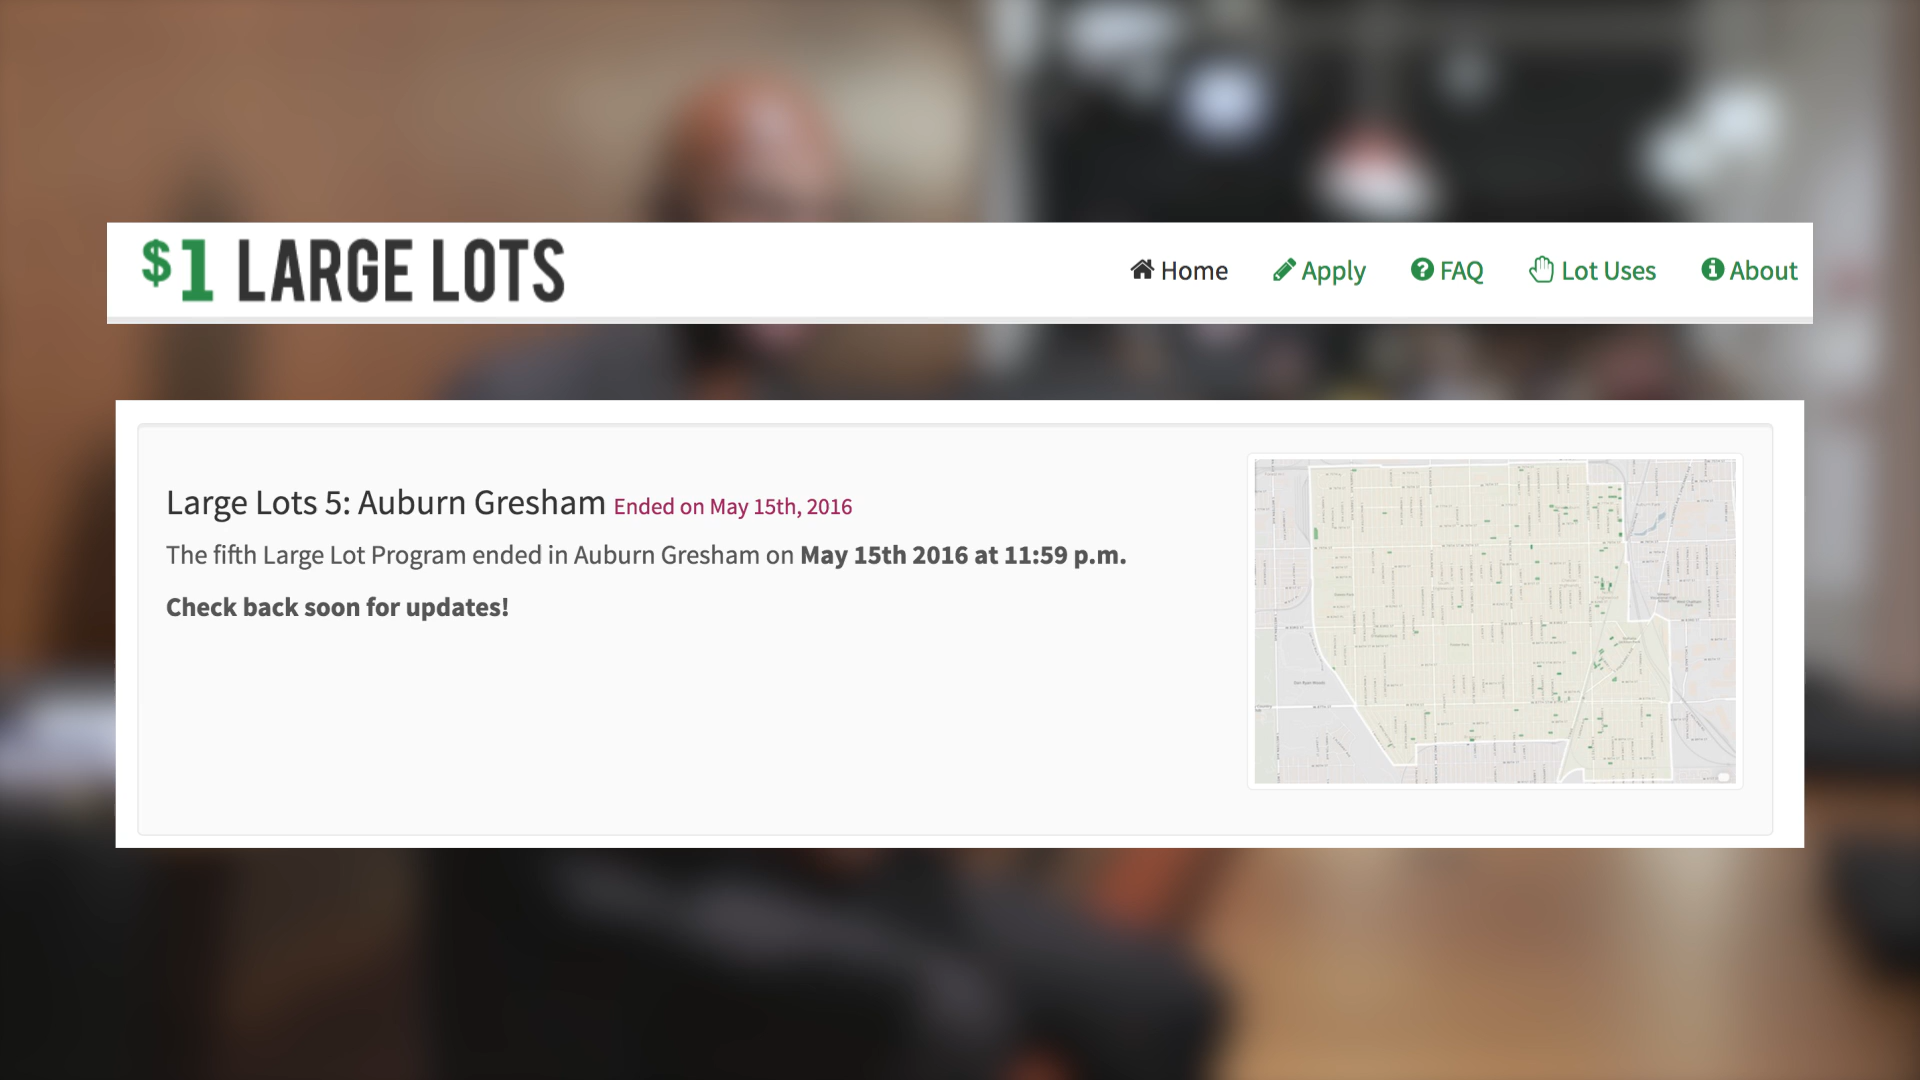 $1 LARGE LOTS
Home
Apply
FAQ
Lot Uses
About
Large Lots 5: Auburn Gresham Ended on May 15th, 2016
The fifth Large Lot Program ended in Auburn Gresham on May 15th 2016 at 11:59 p.m.
Check back soon for updates!